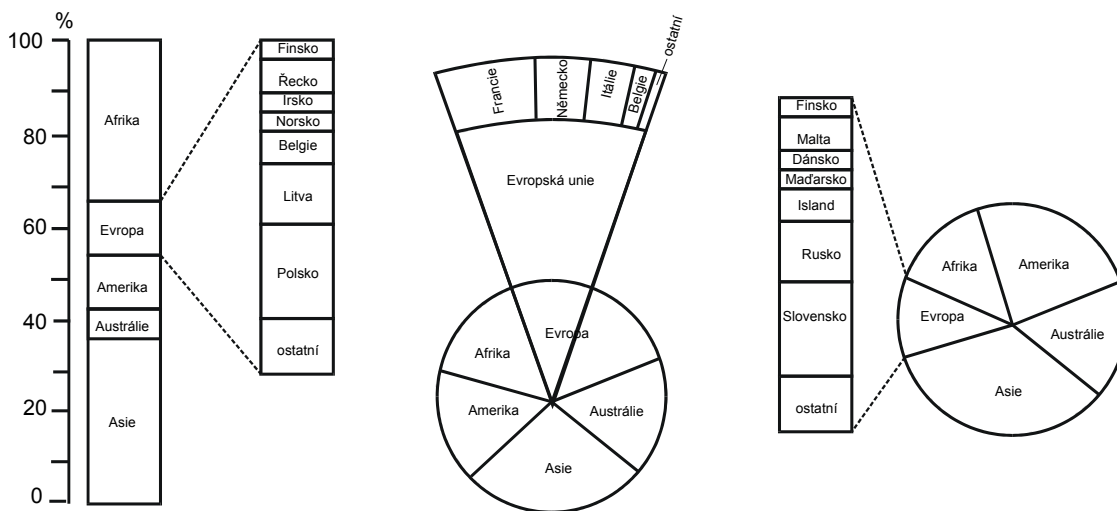 %
100
80
60
40
20
0
Afrika
Evropa
Amerika
Austrálie
Asie
Finsko
Řecko
Irsko
Norsko
Belgie
Litva
Polsko
ostatní
Francie
Německo
Itálie
Belgie
ostatní
Evropská unie
Evropa
Afrika
Amerika
Austrálie
Asie
Finsko
Malta
Dánsko
Maďarsko
Island
Rusko
Slovensko
ostatní
Afrika
Amerika
Evropa
Austrálie
Asie